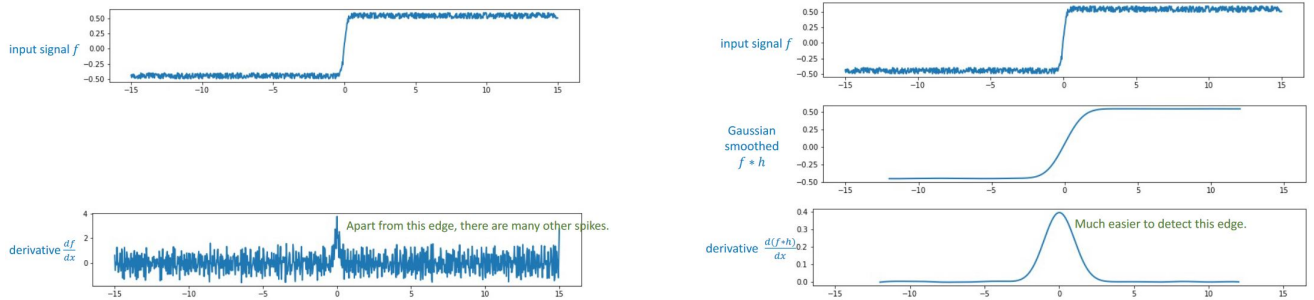 input signal f
0.50
0.25
0.00
−0.25
−0.50
−15 −10 −5 0 5 10 15
derivative df/dx
4
2
0
Apart from this edge, there are many other spikes.
−15 −10 −5 0 5 10 15
input signal f
0.50
0.25
0.00
−0.25
−0.50
−15 −10 −5 0 5 10 15
Gaussian
smoothed
f ∗ h
0.50
0.25
0.00
−0.25
−0.50
−15 −10 −5 0 5 10 15
derivative d(f∗h)/dx
0.4
0.3
0.2
0.1
0.0
Much easier to detect this edge.
−15 −10 −5 0 5 10 15